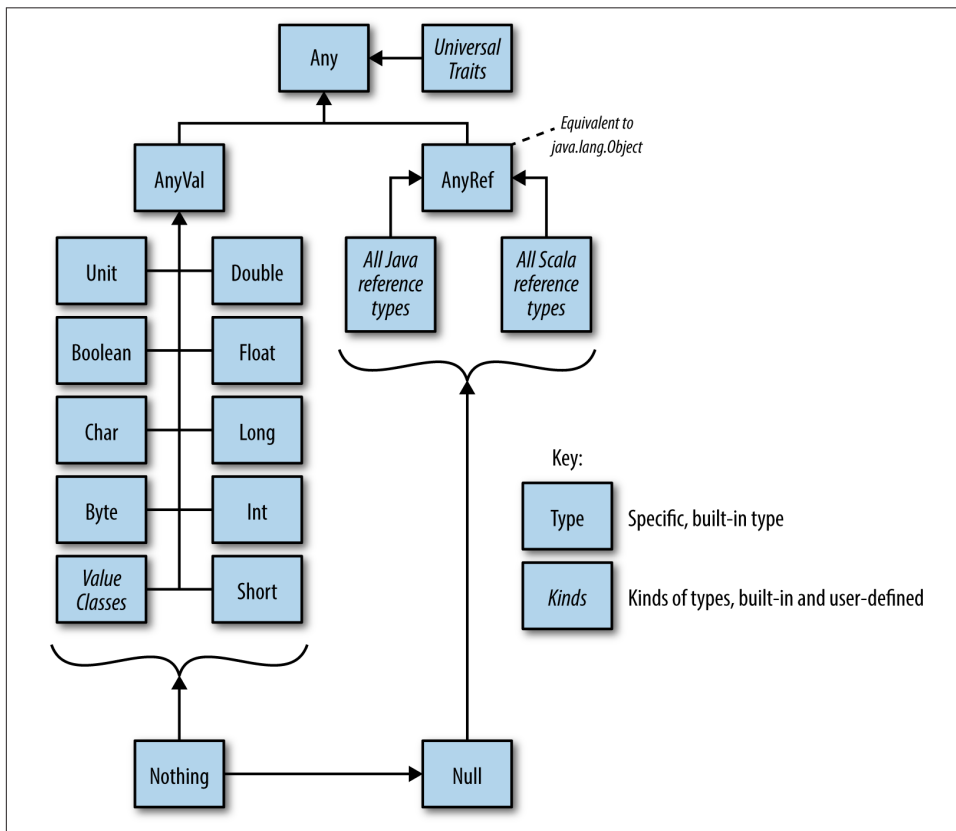 Any
Universal
Traits
Equivalent to
java.lang.Object
AnyVal
AnyRef
Unit
Double
All Java
reference
types
All Scala
reference
types
Boolean
Float
Char
Long
Key:
Byte
Int
Type
Specific, built-in type
Value
Classes
Short
Kinds
Kinds of types, built-in and user-defined
Nothing
Null